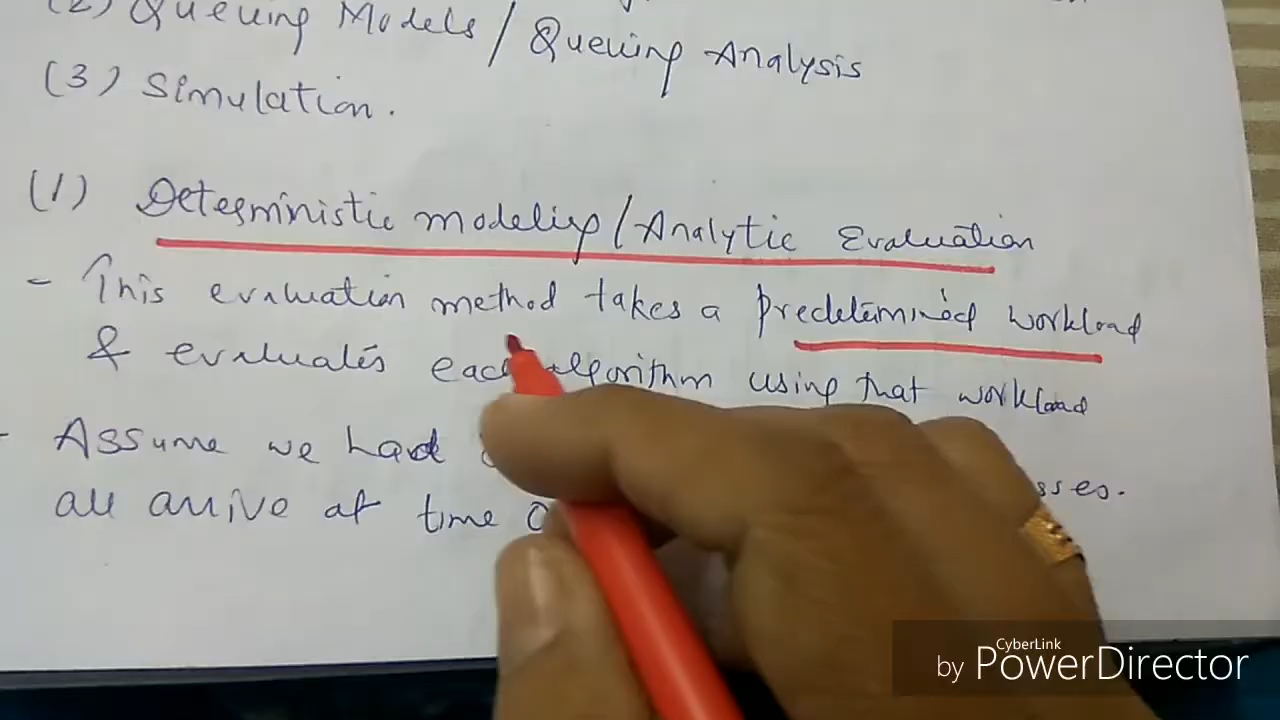 (2) Queuing Models / Queuing Analysis
(3) Simulation.
(1) Deterministic modeling / Analytic Evaluation
- This evaluation method takes a predetermined workload
& evaluates each algorithm using that workload
- Assume we had sses.
all arrive at time 0
CyberLink
by PowerDirector